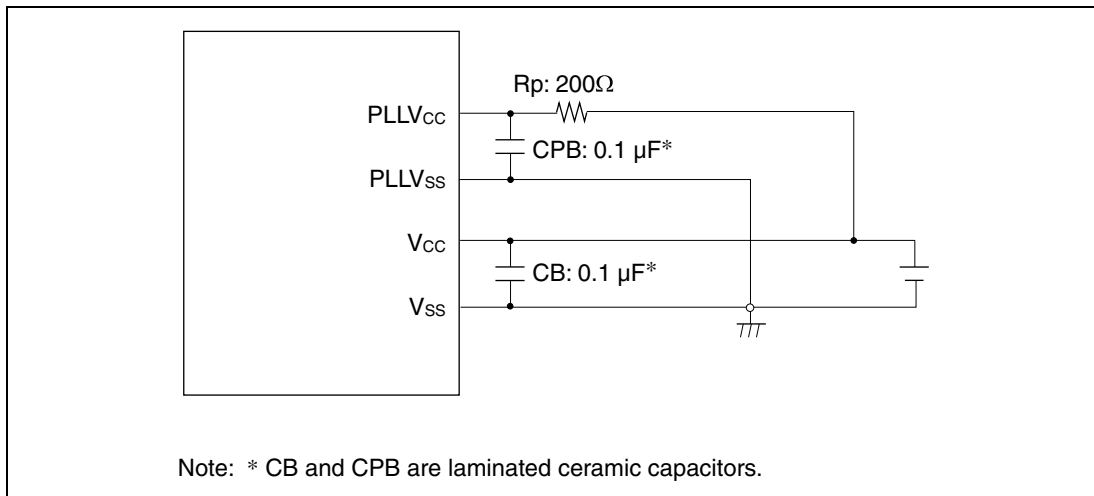 Rp: 200Ω
PLLVCC
CPB: 0.1 µF*
PLLVSS
VCC
CB: 0.1 µF*
VSS
Note: * CB and CPB are laminated ceramic capacitors.